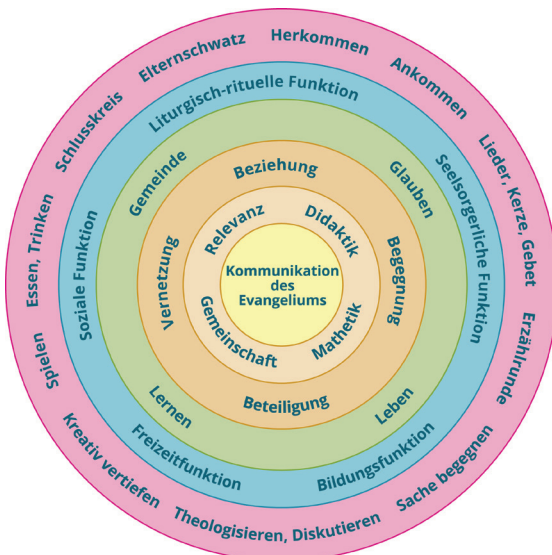 Herkommen
Ankommen
Lieder, Kerze, Gebet
Erzählrunde
Sache begegnen
Theologisieren, Diskutieren
Kreativ vertiefen
Spielen
Essen, Trinken
Schlusskreis
Elternschatz
Liturgisch-rituelle Funktion
Seelsorgerliche Funktion
Bildungsfunktion
Freizeitfunktion
Soziale Funktion
Gemeinde
Glauben
Leben
Lernen
Beziehung
Begegnung
Beteiligung
Vernetzung
Relevanz
Didaktik
Mathetik
Gemeinschaft
Kommunikation
des
Evangeliums